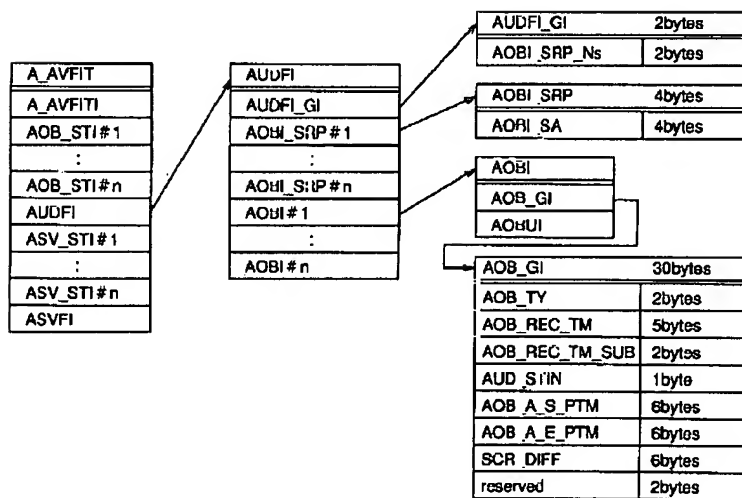 A_AVFIT
A_AVFITI
AOB_STI#1
:
AOB_STI#n
AUDFI
ASV_STI#1
:
ASV_STI#n
ASVFI
AUDFI
AUDFI_GI
AOBI_SRP#1
:
AOBI_SRP#n
AOBI#1
:
AOBI#n
AUDFI_GI 2bytes
AOBI_SRP_Ns 2bytes
AOBI_SRP 4bytes
AOBI_SA 4bytes
AOBI
AOB_GI
AOBUI
AOB_GI 30bytes
AOB_TY 2bytes
AOB_REC_TM 5bytes
AOB_REC_TM_SUB 2bytes
AUD_STIN 1byte
AOB_A_S_PTM 6bytes
AOB_A_E_PTM 6bytes
SCR_DIFF 6bytes
reserved 2bytes